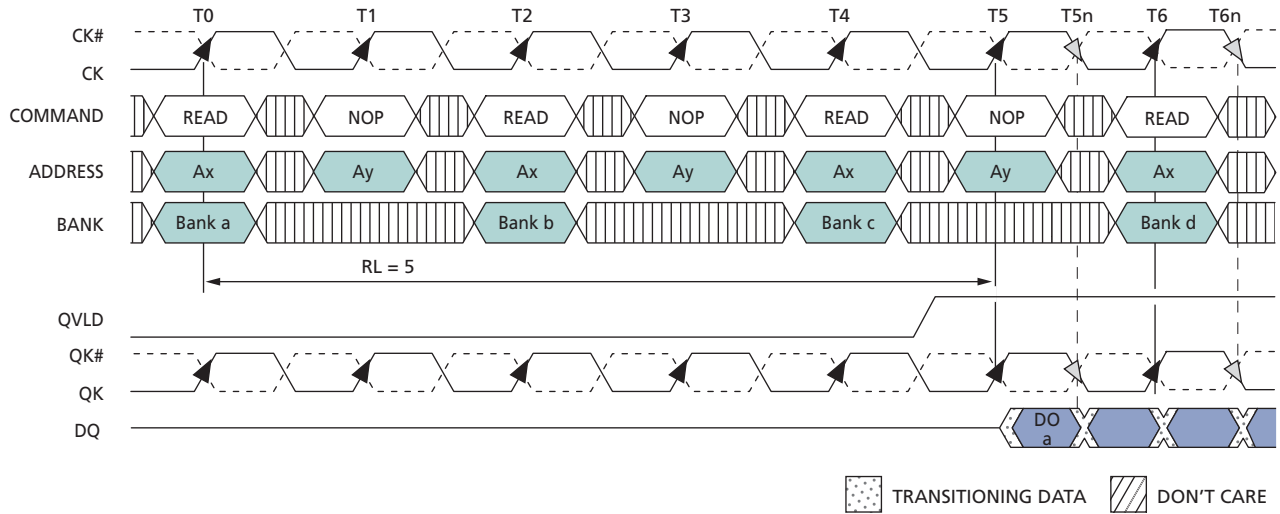 T0 T1 T2 T3 T4 T5 T5n T6 T6n
CK#
CK
COMMAND READ NOP READ NOP READ NOP READ
ADDRESS Ax Ay Ax Ay Ax Ay Ax
BANK Bank a Bank b Bank c Bank d
RL = 5
QVLD
QK#
QK
DQ DO
a
TRANSITIONING DATA DON'T CARE